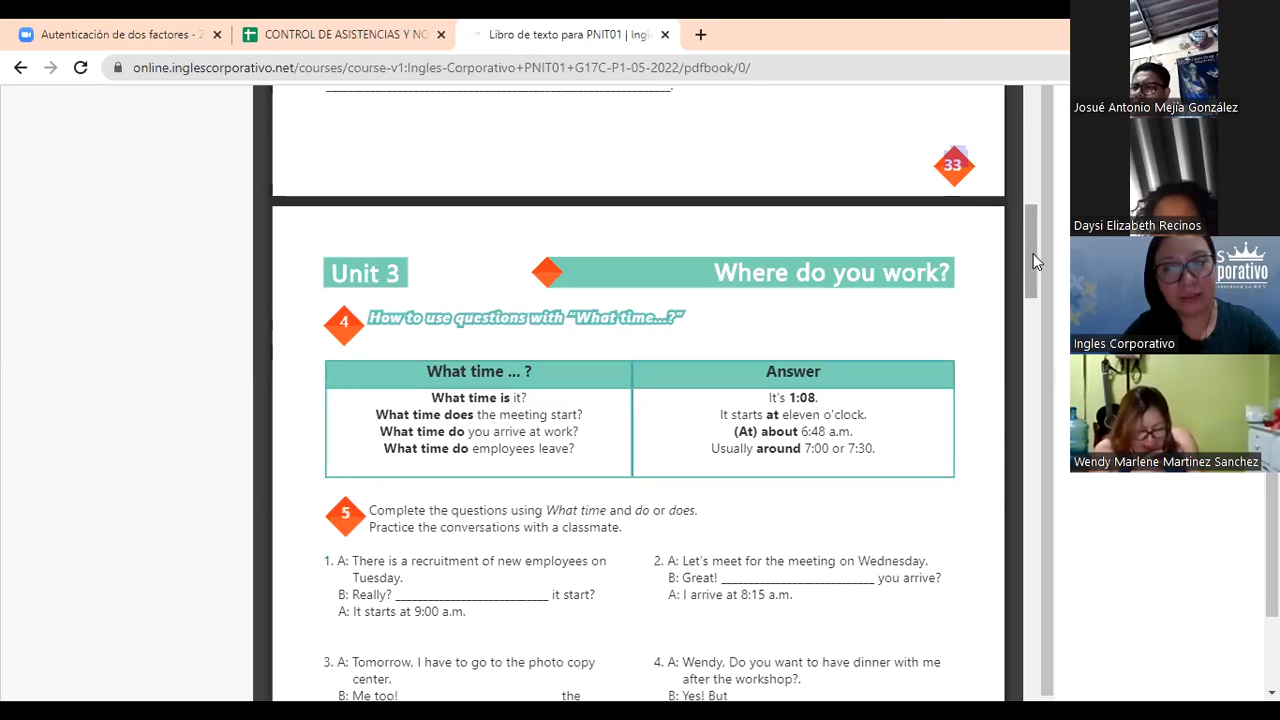 Autenticación de dos factores - Z
CONTROL DE ASISTENCIAS Y NO
Libro de texto para PNIT01 | Ingl
online.inglescorporativo.net/courses/course-v1:Ingles-Corporativo+PNIT01+G17C-P1-05-2022/pdfbook/0/
33
Unit 3
Where do you work?
4
How to use questions with “What time...?”
What time ... ?
Answer
What time is it?
It’s 1:08.
What time does the meeting start?
It starts at eleven o’clock.
What time do you arrive at work?
(At) about 6:48 a.m.
What time do employees leave?
Usually around 7:00 or 7:30.
5
Complete the questions using What time and do or does.
Practice the conversations with a classmate.
1. A: There is a recruitment of new employees on
Tuesday.
B: Really? ___________________________ it start?
A: It starts at 9:00 a.m.
2. A: Let’s meet for the meeting on Wednesday.
B: Great! ___________________________ you arrive?
A: I arrive at 8:15 a.m.
3. A: Tomorrow, I have to go to the photo copy
center.
B: Me too! the
4. A: Wendy, Do you want to have dinner with me
after the workshop?.
B: Yes! But
Josué Antonio Mejía González
Daysi Elizabeth Recinos
S
porativo
Ingles Corporativo
Wendy Marlene Martinez Sanchez